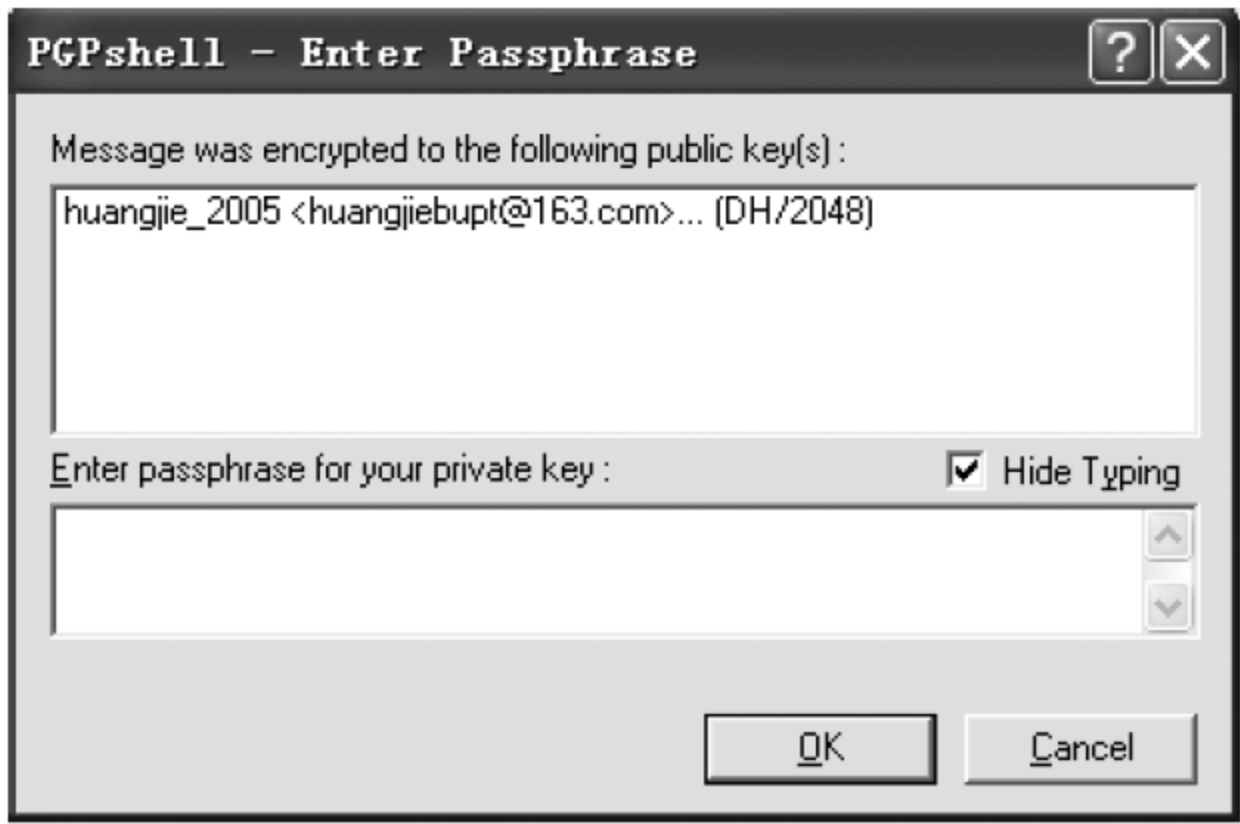 PGPshell - Enter Passphrase
Message was encrypted to the following public key(s) :
huangjie_2005 <huangjiebupt@163.com>... (DH/2048)
Enter passphrase for your private key :
Hide Typing
OK
Cancel